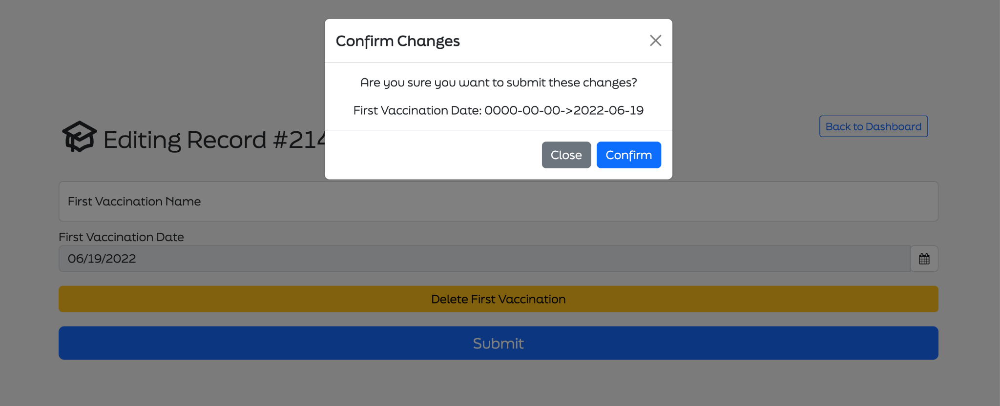 Confirm Changes
Are you sure you want to submit these changes?
First Vaccination Date: 0000-00-00->2022-06-19
Close Confirm
Editing Record #214
Back to Dashboard
First Vaccination Name
First Vaccination Date
06/19/2022
Delete First Vaccination
Submit